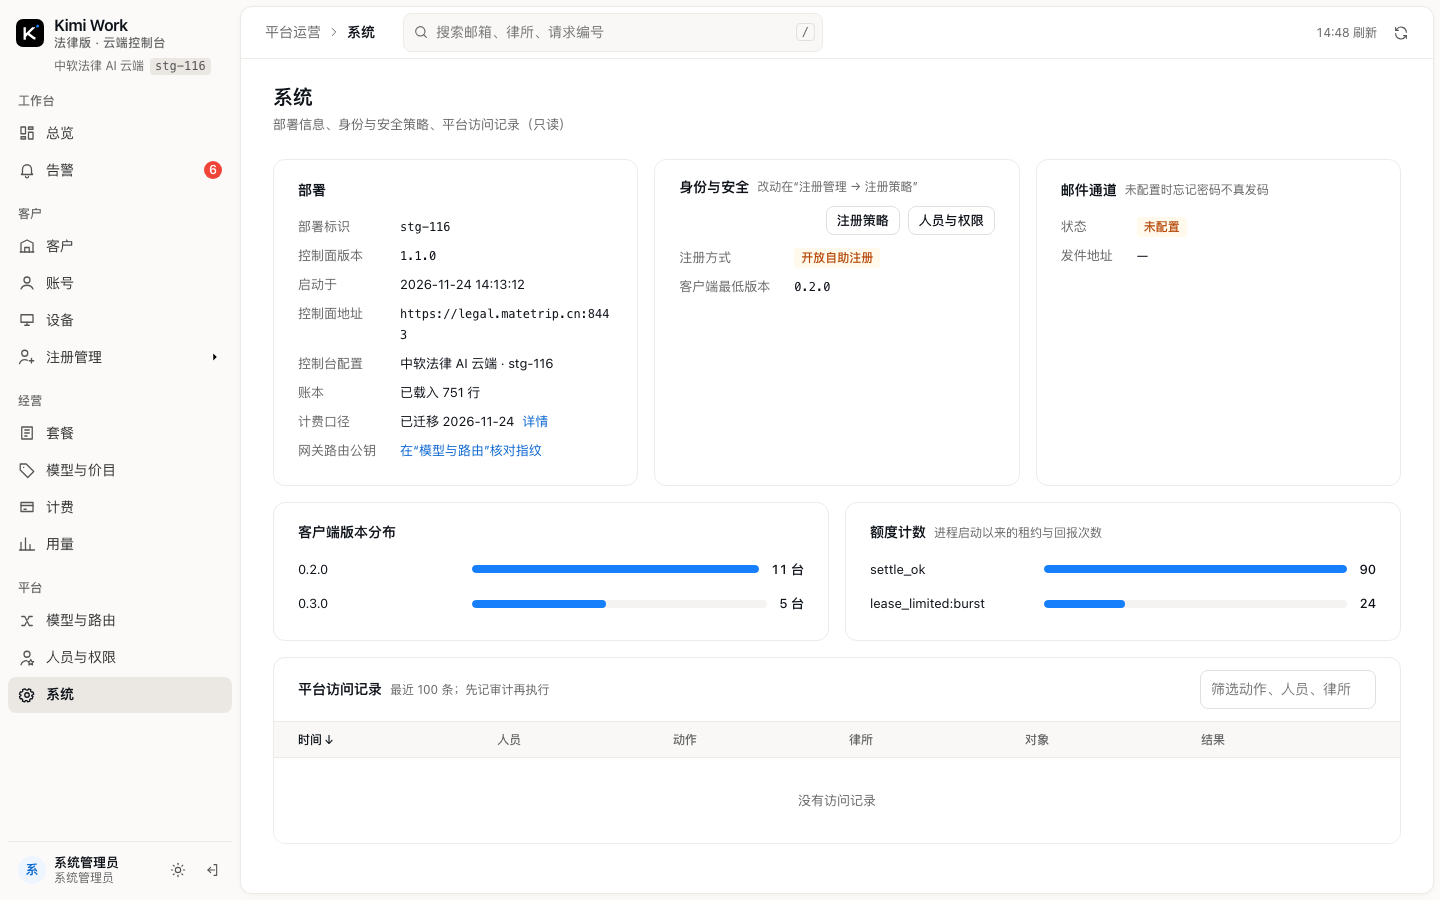 Kimi Work
法律版 · 云端控制台
中软法律 AI 云端 stg-116
工作台
总览
告警 6
客户
客户
账号
设备
注册管理
经营
套餐
模型与价目
计费
用量
平台
模型与路由
人员与权限
系统
系 系统管理员
系统管理员
平台运营 > 系统
搜索邮箱、律所、请求编号 /
14:48 刷新
系统
部署信息、身份与安全策略、平台访问记录（只读）
部署
部署标识 stg-116
控制面版本 1.1.0
启动于 2026-11-24 14:13:12
控制面地址 https://legal.matetrip.cn:844
3
控制台配置 中软法律 AI 云端 · stg-116
账本 已载入 751 行
计费口径 已迁移 2026-11-24 详情
网关路由公钥 在“模型与路由”核对指纹
身份与安全 改动在“注册管理 → 注册策略”
注册策略 人员与权限
注册方式 开放自助注册
客户端最低版本 0.2.0
邮件通道 未配置时忘记密码不真发码
状态 未配置
发件地址 —
客户端版本分布
0.2.0 11 台
0.3.0 5 台
额度计数 进程启动以来的租约与回报次数
settle_ok 90
lease_limited:burst 24
平台访问记录 最近 100 条；先记审计再执行
筛选动作、人员、律所
时间↓ 人员 动作 律所 对象 结果
没有访问记录